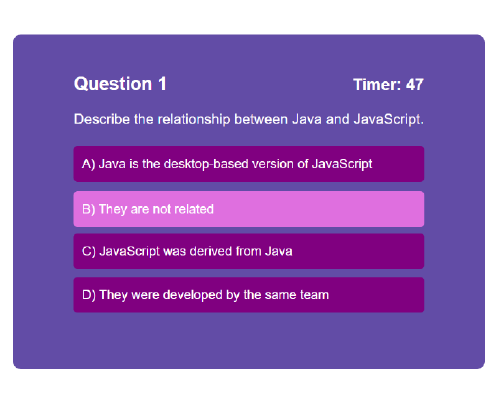 Question 1
Timer: 47
Describe the relationship between Java and JavaScript.
A) Java is the desktop-based version of JavaScript
B) They are not related
C) JavaScript was derived from Java
D) They were developed by the same team